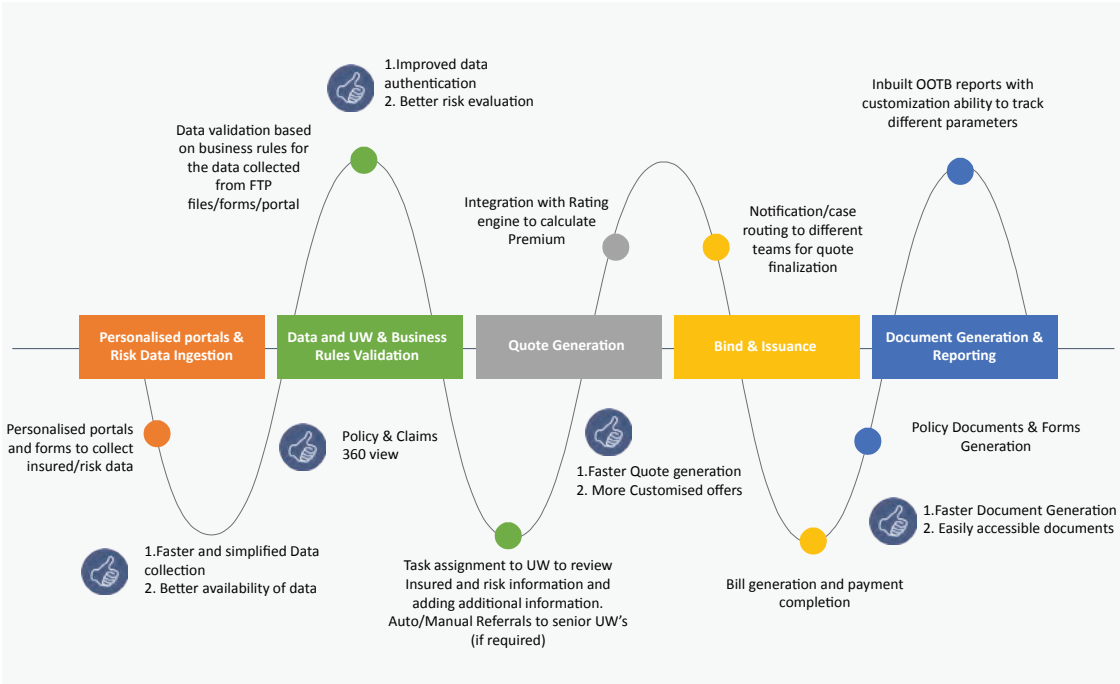 1.Improved data
authentication
2. Better risk evaluation
Data validation based
on business rules for
the data collected
from FTP
files/forms/portal
Integration with Rating
engine to calculate
Premium
Notification/case
routing to different
teams for quote
finalization
Inbuilt OOTB reports with
customization ability to track
different parameters
Personalised portals &
Risk Data Ingestion
Data and UW & Business
Rules Validation
Quote Generation
Bind & Issuance
Document Generation &
Reporting
Personalised portals
and forms to collect
insured/risk data
1.Faster and simplified Data
collection
2. Better availability of data
Policy & Claims
360 view
Task assignment to UW to review
Insured and risk information and
adding additional information.
Auto/Manual Referrals to senior UW's
(if required)
1.Faster Quote generation
2. More Customised offers
Bill generation and payment
completion
Policy Documents & Forms
Generation
1.Faster Document Generation
2. Easily accessible documents